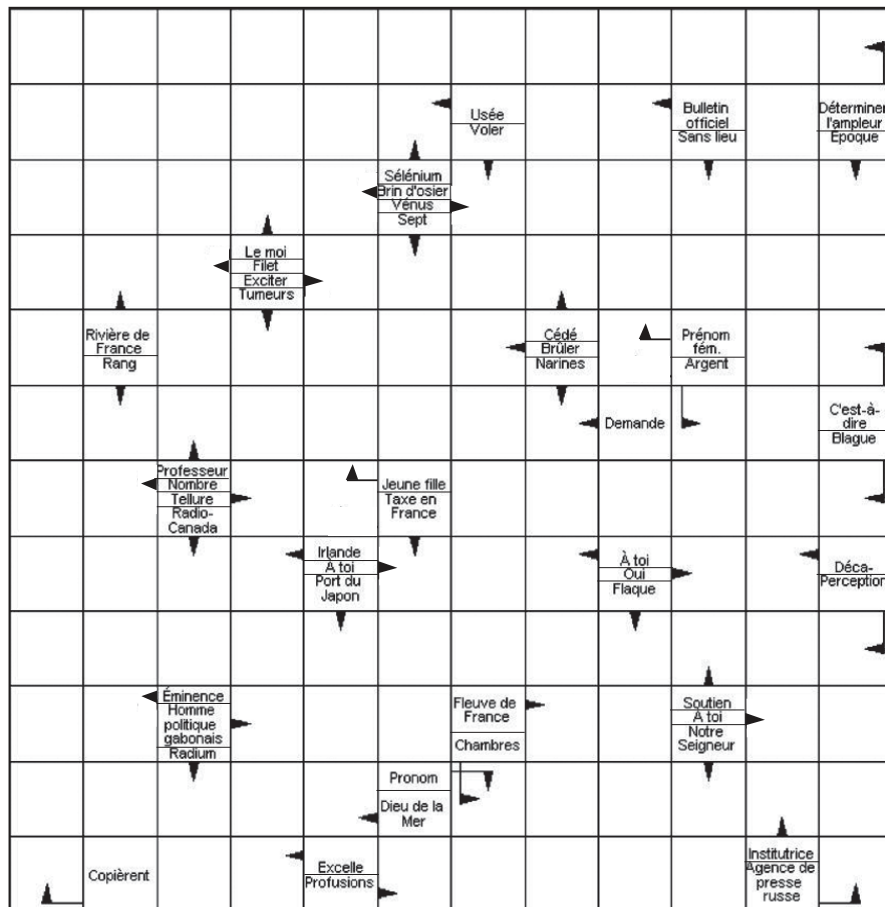 Usée
Voler
Bulletin
officiel
Sans lieu
Déterminer
l'ampleur
Epoque
Sélénium
Brin d'osier
Vénus
Sept
Le moi
Filet
Exciter
Tumeurs
Rivière de
France
Rang
Cédé
Brûler
Narines
Prénom
fém.
Argent
Demande
C'est-à-
dire
Blague
Professeur
Nombre
Tellure
Radio-
Canada
Jeune fille
Taxe en
France
Irlande
À toi
Port du
Japon
À toi
Oui
Flaque
Déca-
Perception
Éminence
Homme
politique
gabonais
Radium
Fleuve de
France
Chambres
Soutien
À toi
Notre
Seigneur
Pronom
Dieu de la
Mer
Copièrent
Excelle
Profusions
Institutrice
Agence de
presse
russe